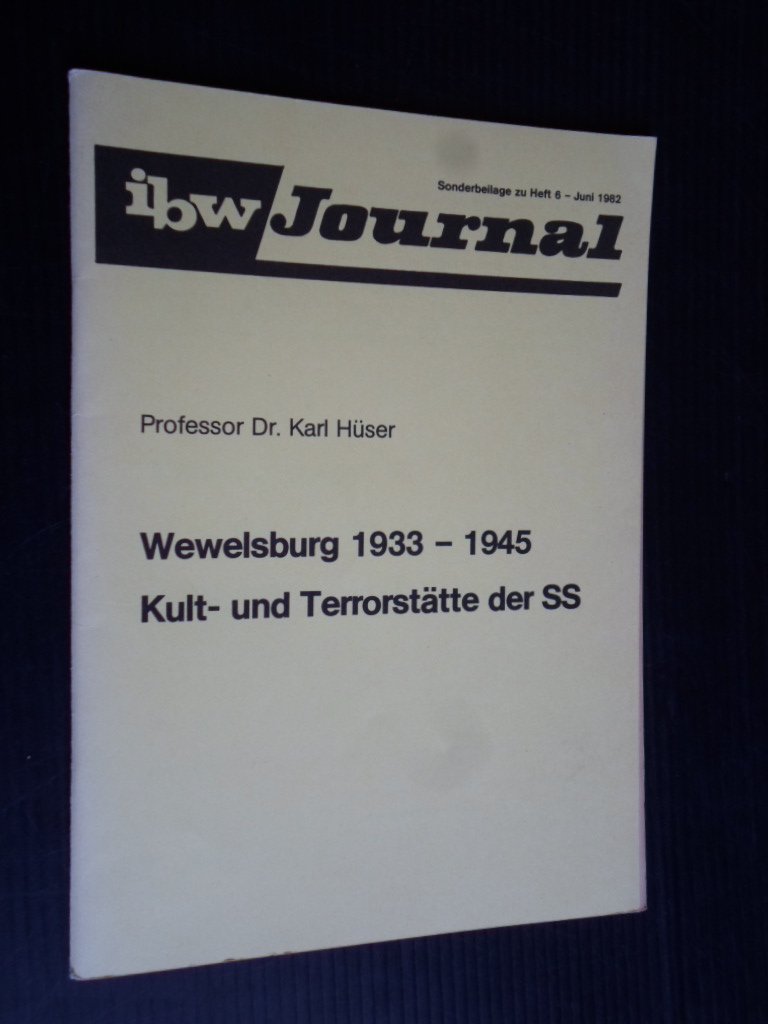 Sonderbeilage zu Heft 6 – Juni 1982
ibw Journal
Professor Dr. Karl Hüser
Wewelsburg 1933 – 1945
Kult- und Terrorstätte der SS